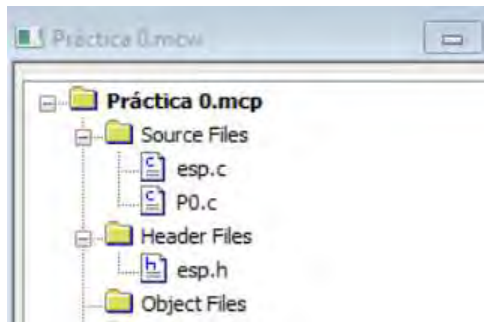 Práctica 0.mcw
Práctica 0.mcp
Source Files
esp.c
P0.c
Header Files
esp.h
Object Files